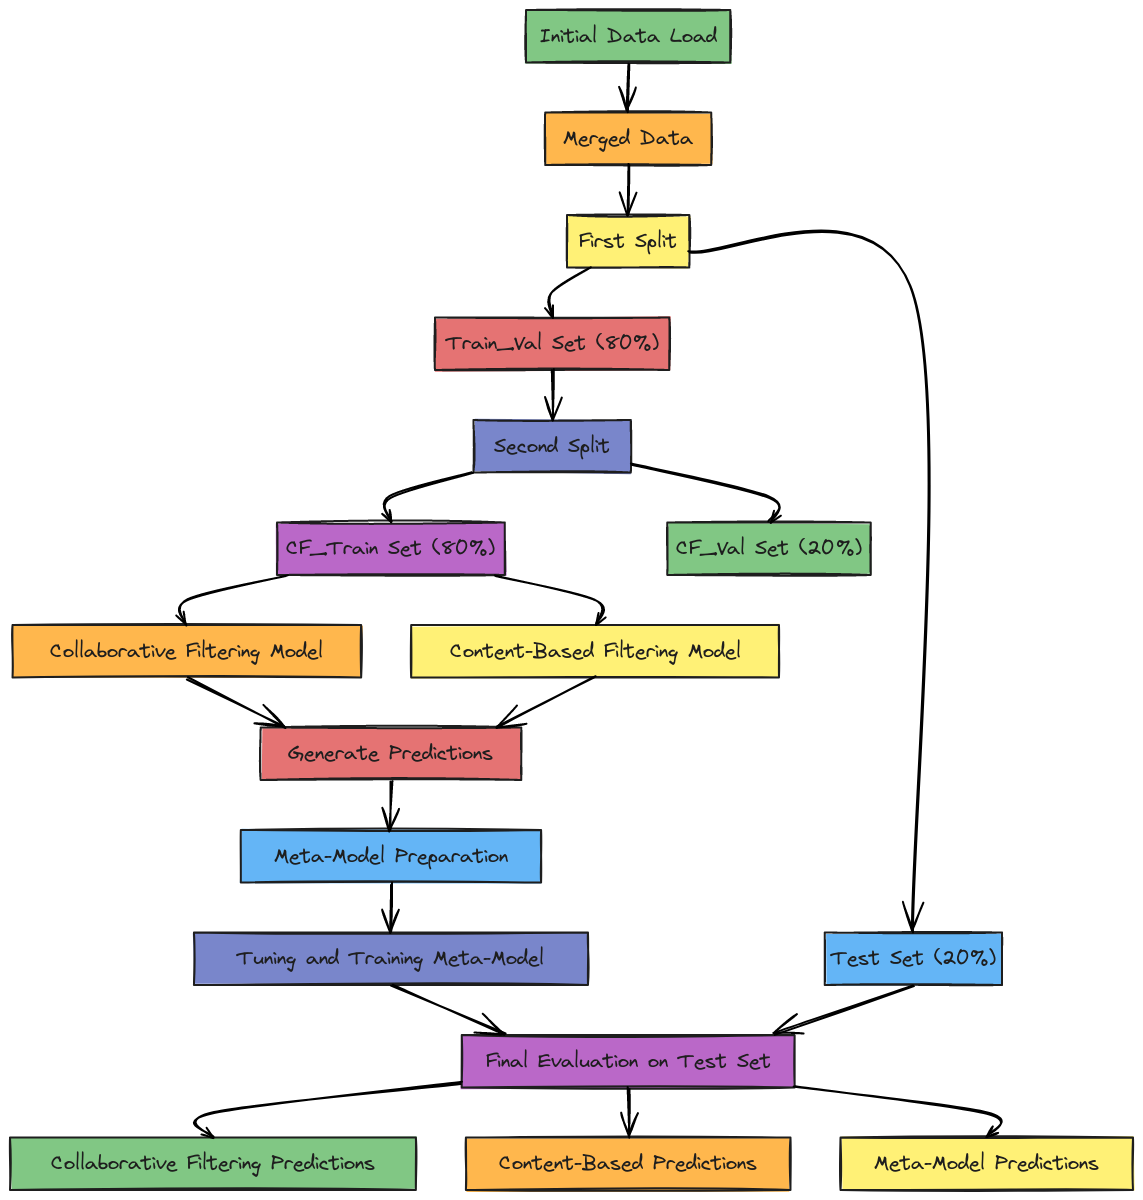 Initial Data Load
Merged Data
First Split
Train_Val Set (80%)
Second Split
CF_Train Set (80%)
CF_Val Set (20%)
Collaborative Filtering Model
Content-Based Filtering Model
Generate Predictions
Meta-Model Preparation
Tuning and Training Meta-Model
Test Set (20%)
Final Evaluation on Test Set
Collaborative Filtering Predictions
Content-Based Predictions
Meta-Model Predictions